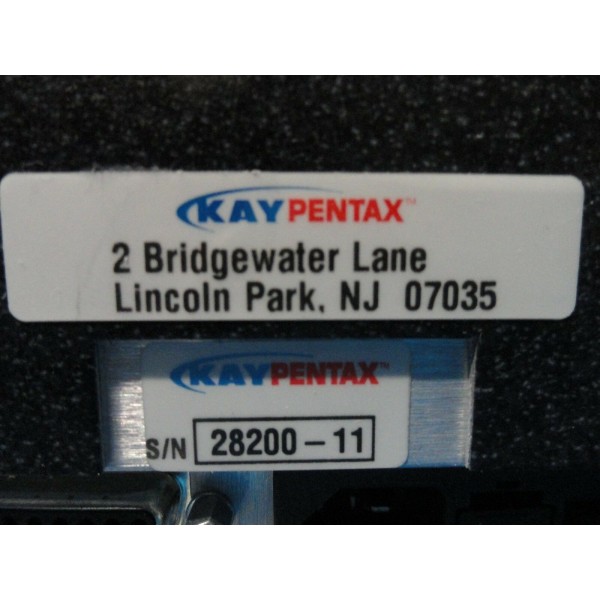 KAYPENTAX™
2 Bridgewater Lane
Lincoln Park, NJ 07035
KAYPENTAX™
S/N 28200-11